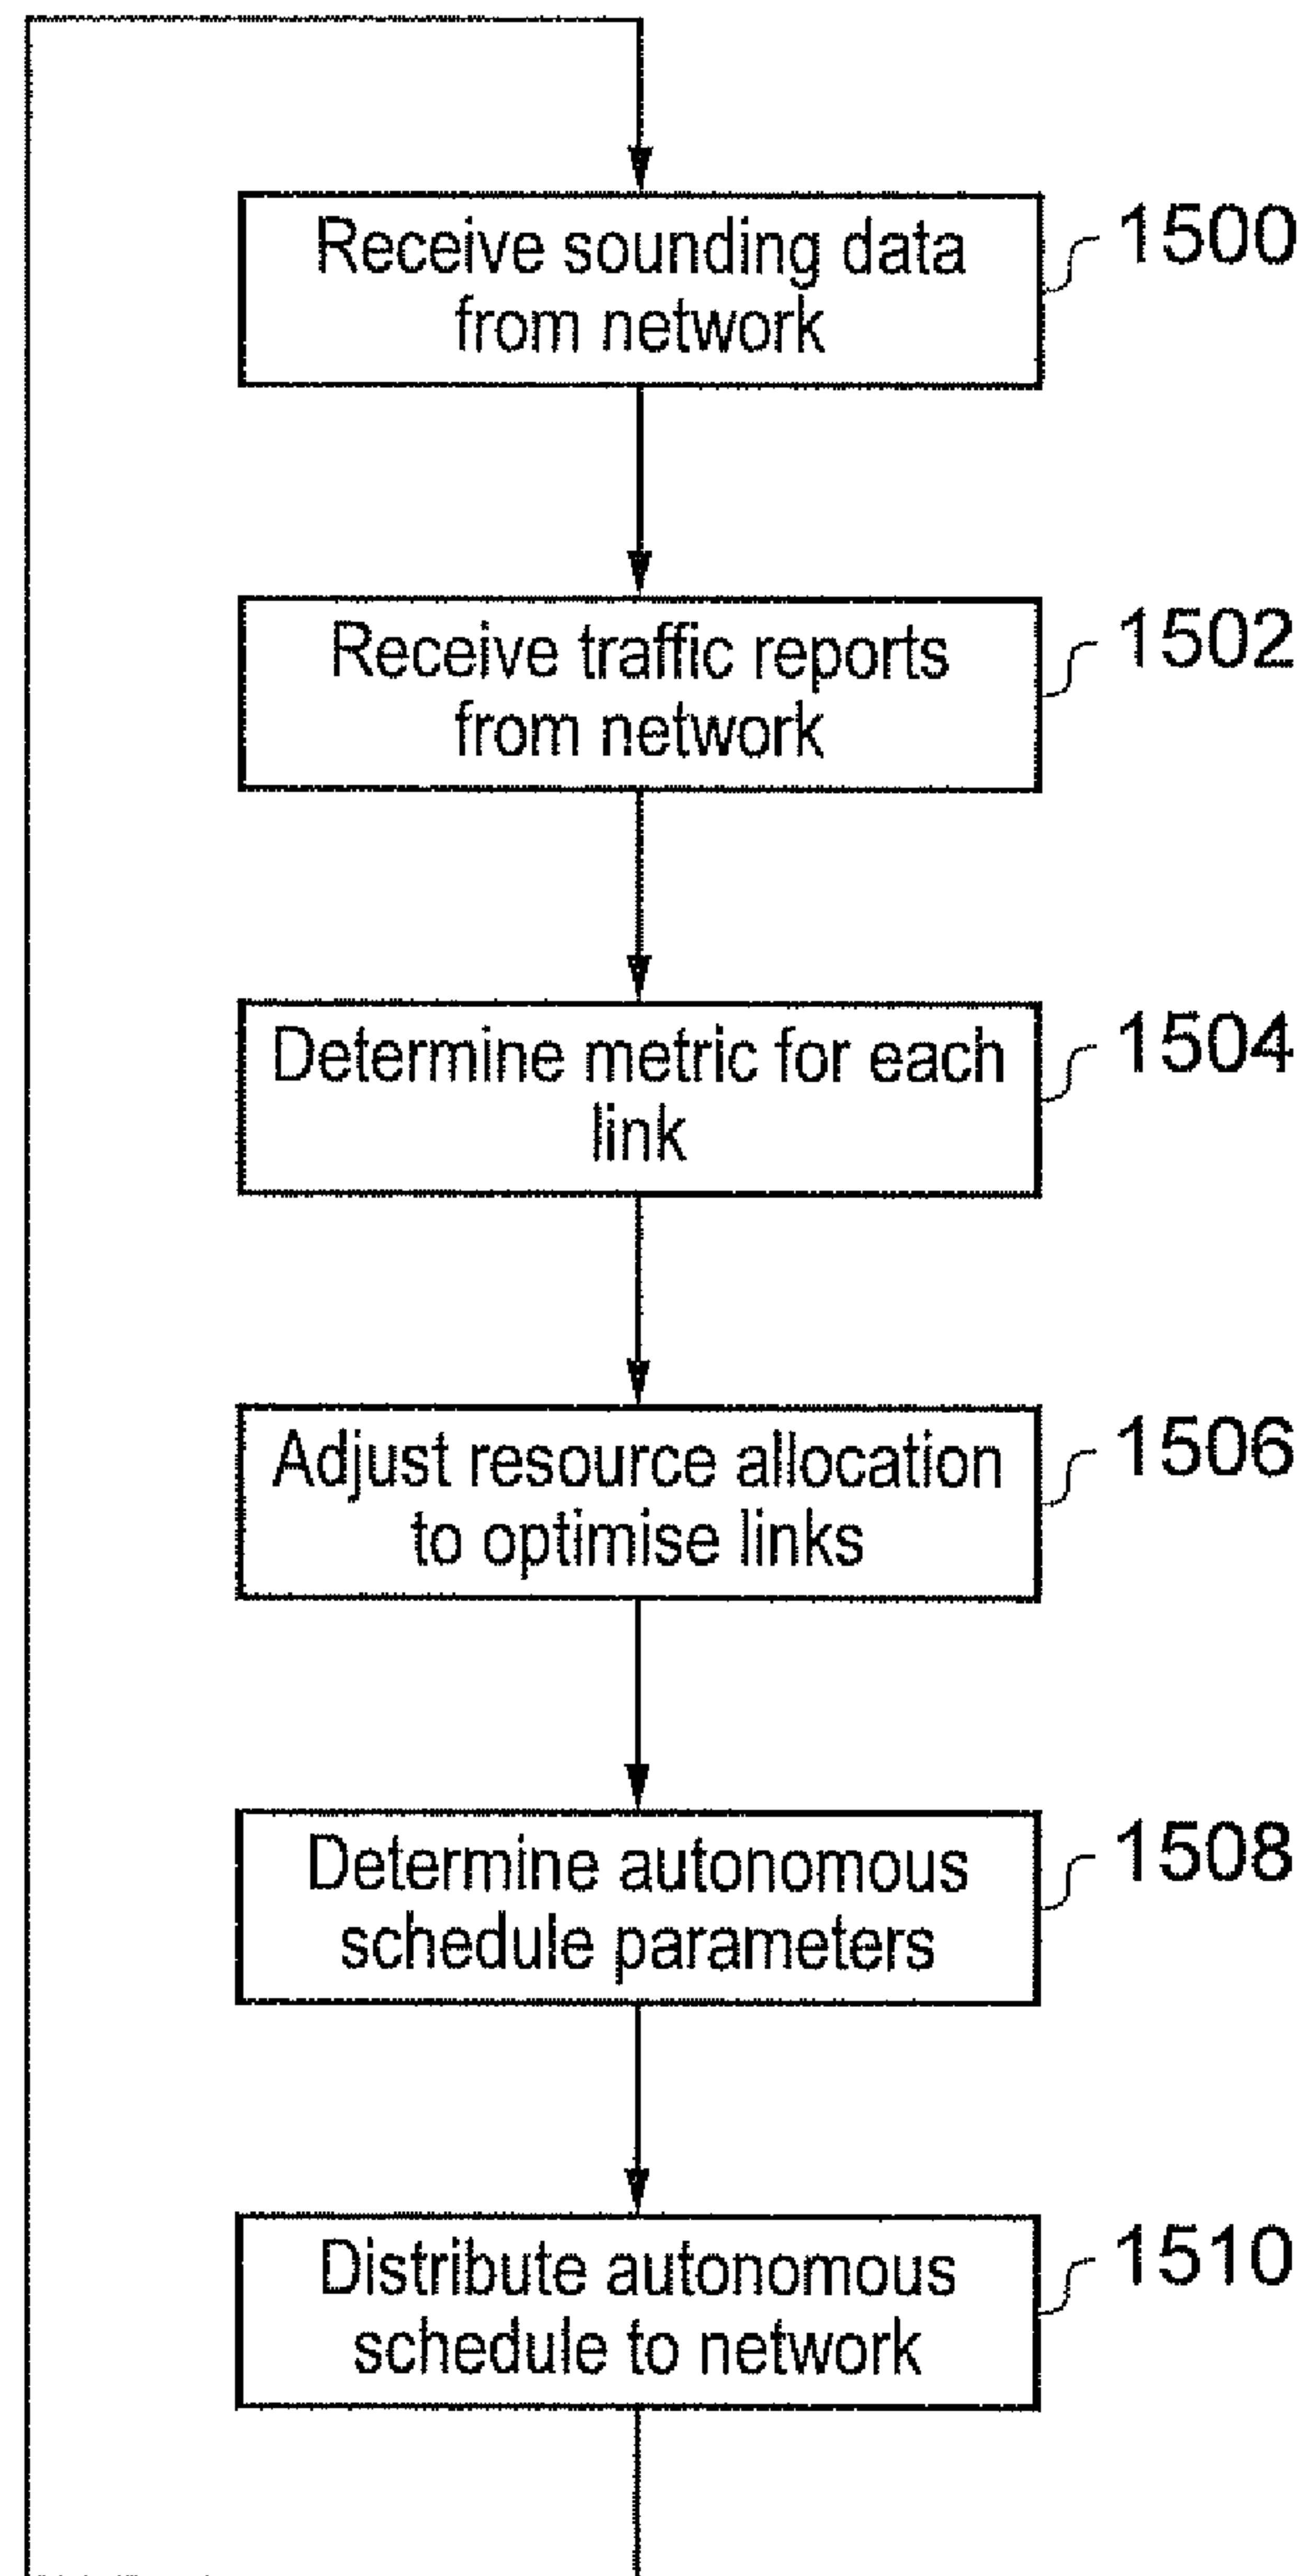 Receive sounding data
from network
1500
Receive traffic reports
from network
1502
Determine metric for each
link
1504
Adjust resource allocation
to optimise links
1506
Determine autonomous
schedule parameters
1508
Distribute autonomous
schedule to network
1510